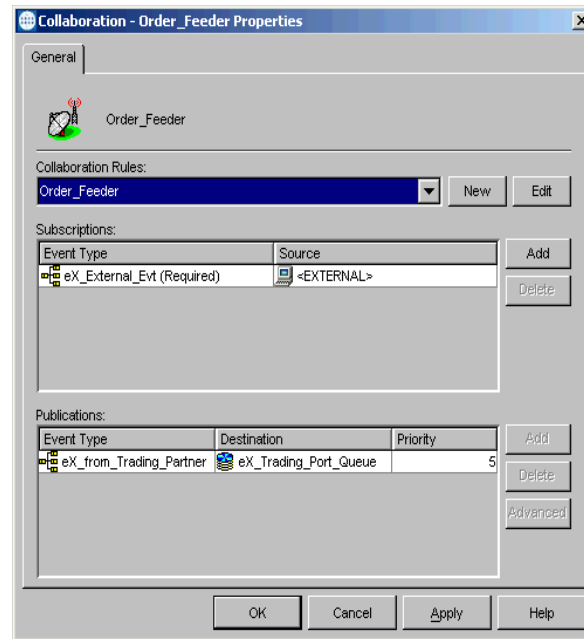 Collaboration - Order_Feeder Properties
General
Order_Feeder
Collaboration Rules:
Order_Feeder New Edit
Subscriptions:
Event Type Source Add
eX_External_Evt (Required) <EXTERNAL>
Delete
Publications:
Event Type Destination Priority Add
eX_from_Trading_Partner eX_Trading_Port_Queue 5
Delete
Advanced
OK Cancel Apply Help